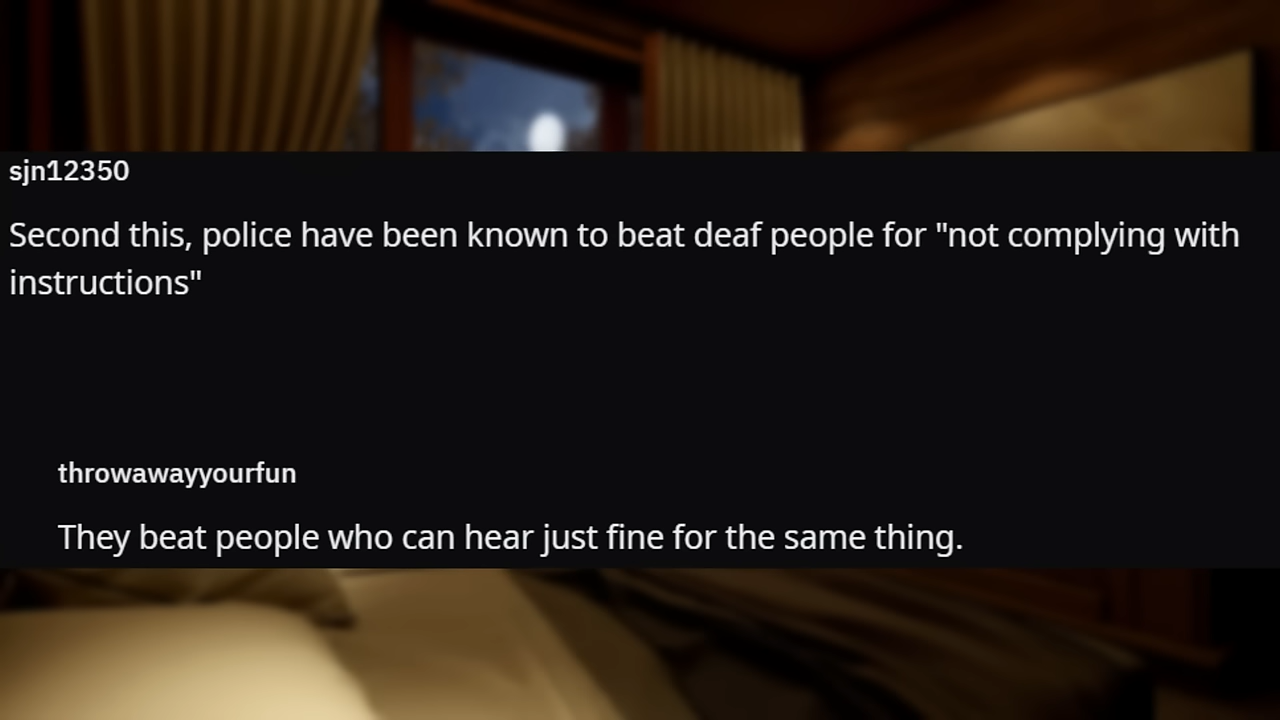 sjn12350
Second this, police have been known to beat deaf people for "not complying with
instructions"
throwawayyourfun
They beat people who can hear just fine for the same thing.